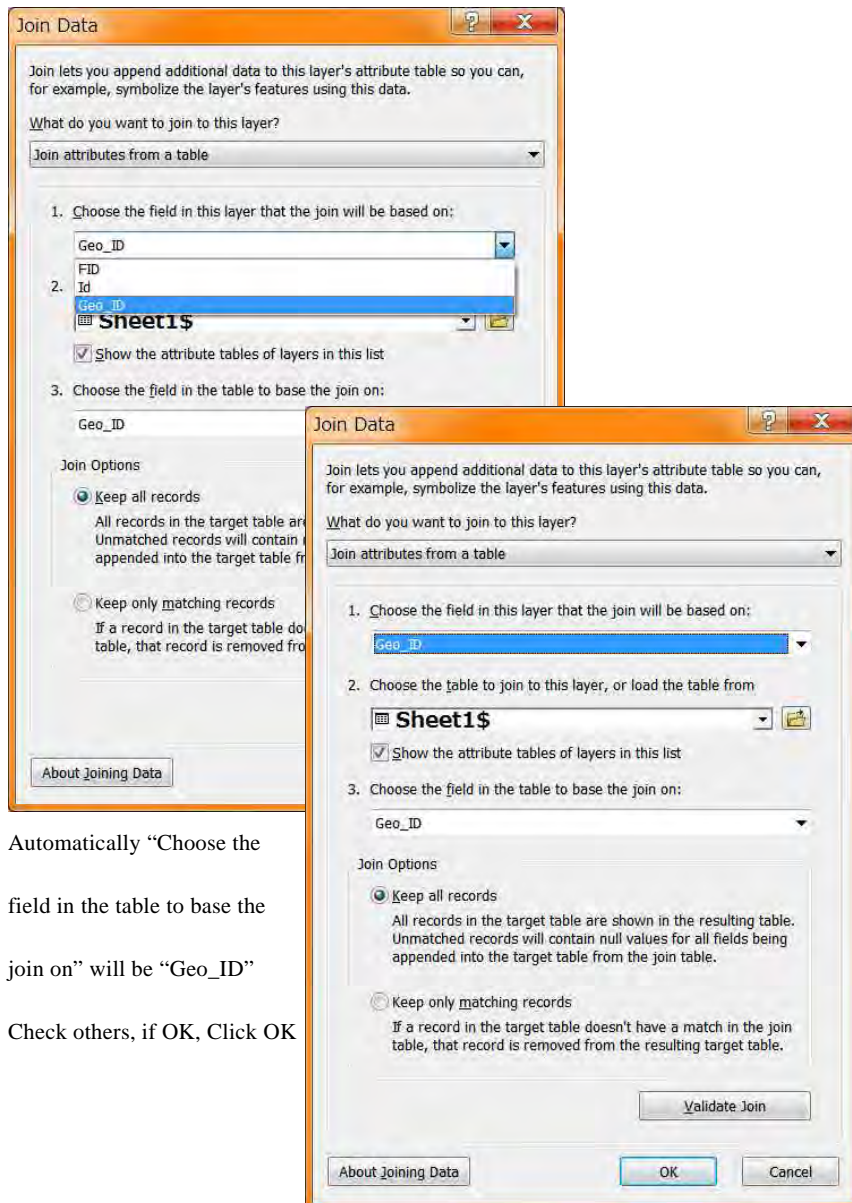 Join Data
Join lets you append additional data to this layer's attribute table so you can,
for example, symbolize the layer's features using this data.
What do you want to join to this layer?
Join attributes from a table
1. Choose the field in this layer that the join will be based on:
Geo_ID
FID
2. Id
Geo_ID
Sheet1$
Show the attribute tables of layers in this list
3. Choose the field in the table to base the join on:
Geo_ID
Join Options
Keep all records
All records in the target table are
Unmatched records will contain
appended into the target table
Keep only matching records
If a record in the target table
table, that record is removed
About Joining Data
Automatically “Choose the
field in the table to base the
join on” will be “Geo_ID”
Check others, if OK, Click OK
Join Data
Join lets you append additional data to this layer's attribute table so you can,
for example, symbolize the layer's features using this data.
What do you want to join to this layer?
Join attributes from a table
1. Choose the field in this layer that the join will be based on:
Geo_ID
2. Choose the table to join to this layer, or load the table from
Sheet1$
Show the attribute tables of layers in this list
3. Choose the field in the table to base the join on:
Geo_ID
Join Options
Keep all records
All records in the target table are shown in the resulting table.
Unmatched records will contain null values for all fields being
appended into the target table from the join table.
Keep only matching records
If a record in the target table doesn't have a match in the join
table, that record is removed from the resulting target table.
Validate Join
About Joining Data
OK
Cancel